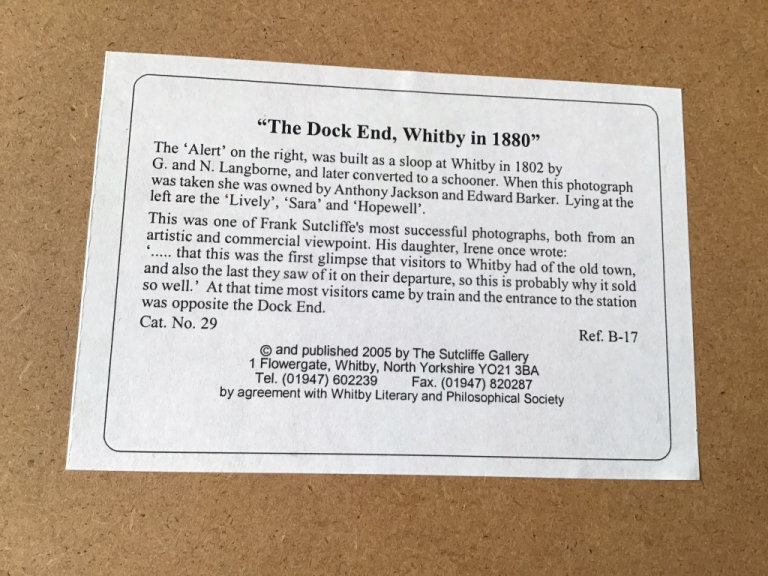 “The Dock End, Whitby in 1880”
The ‘Alert’ on the right, was built as a sloop at Whitby in 1802 by
G. and N. Langborne, and later converted to a schooner. When this photograph
was taken she was owned by Anthony Jackson and Edward Barker. Lying at the
left are the ‘Lively’, ‘Sara’ and ‘Hopewell’.
This was one of Frank Sutcliffe's most successful photographs, both from an
artistic and commercial viewpoint. His daughter, Irene once wrote:
‘..... that this was the first glimpse that visitors to Whitby had of the old town,
and also the last they saw of it on their departure, so this is probably why it sold
so well.’ At that time most visitors came by train and the entrance to the station
was opposite the Dock End.
Cat. No. 29 Ref. B-17
© and published 2005 by The Sutcliffe Gallery
1 Flowergate, Whitby, North Yorkshire YO21 3BA
Tel. (01947) 602239 Fax. (01947) 820287
by agreement with Whitby Literary and Philosophical Society